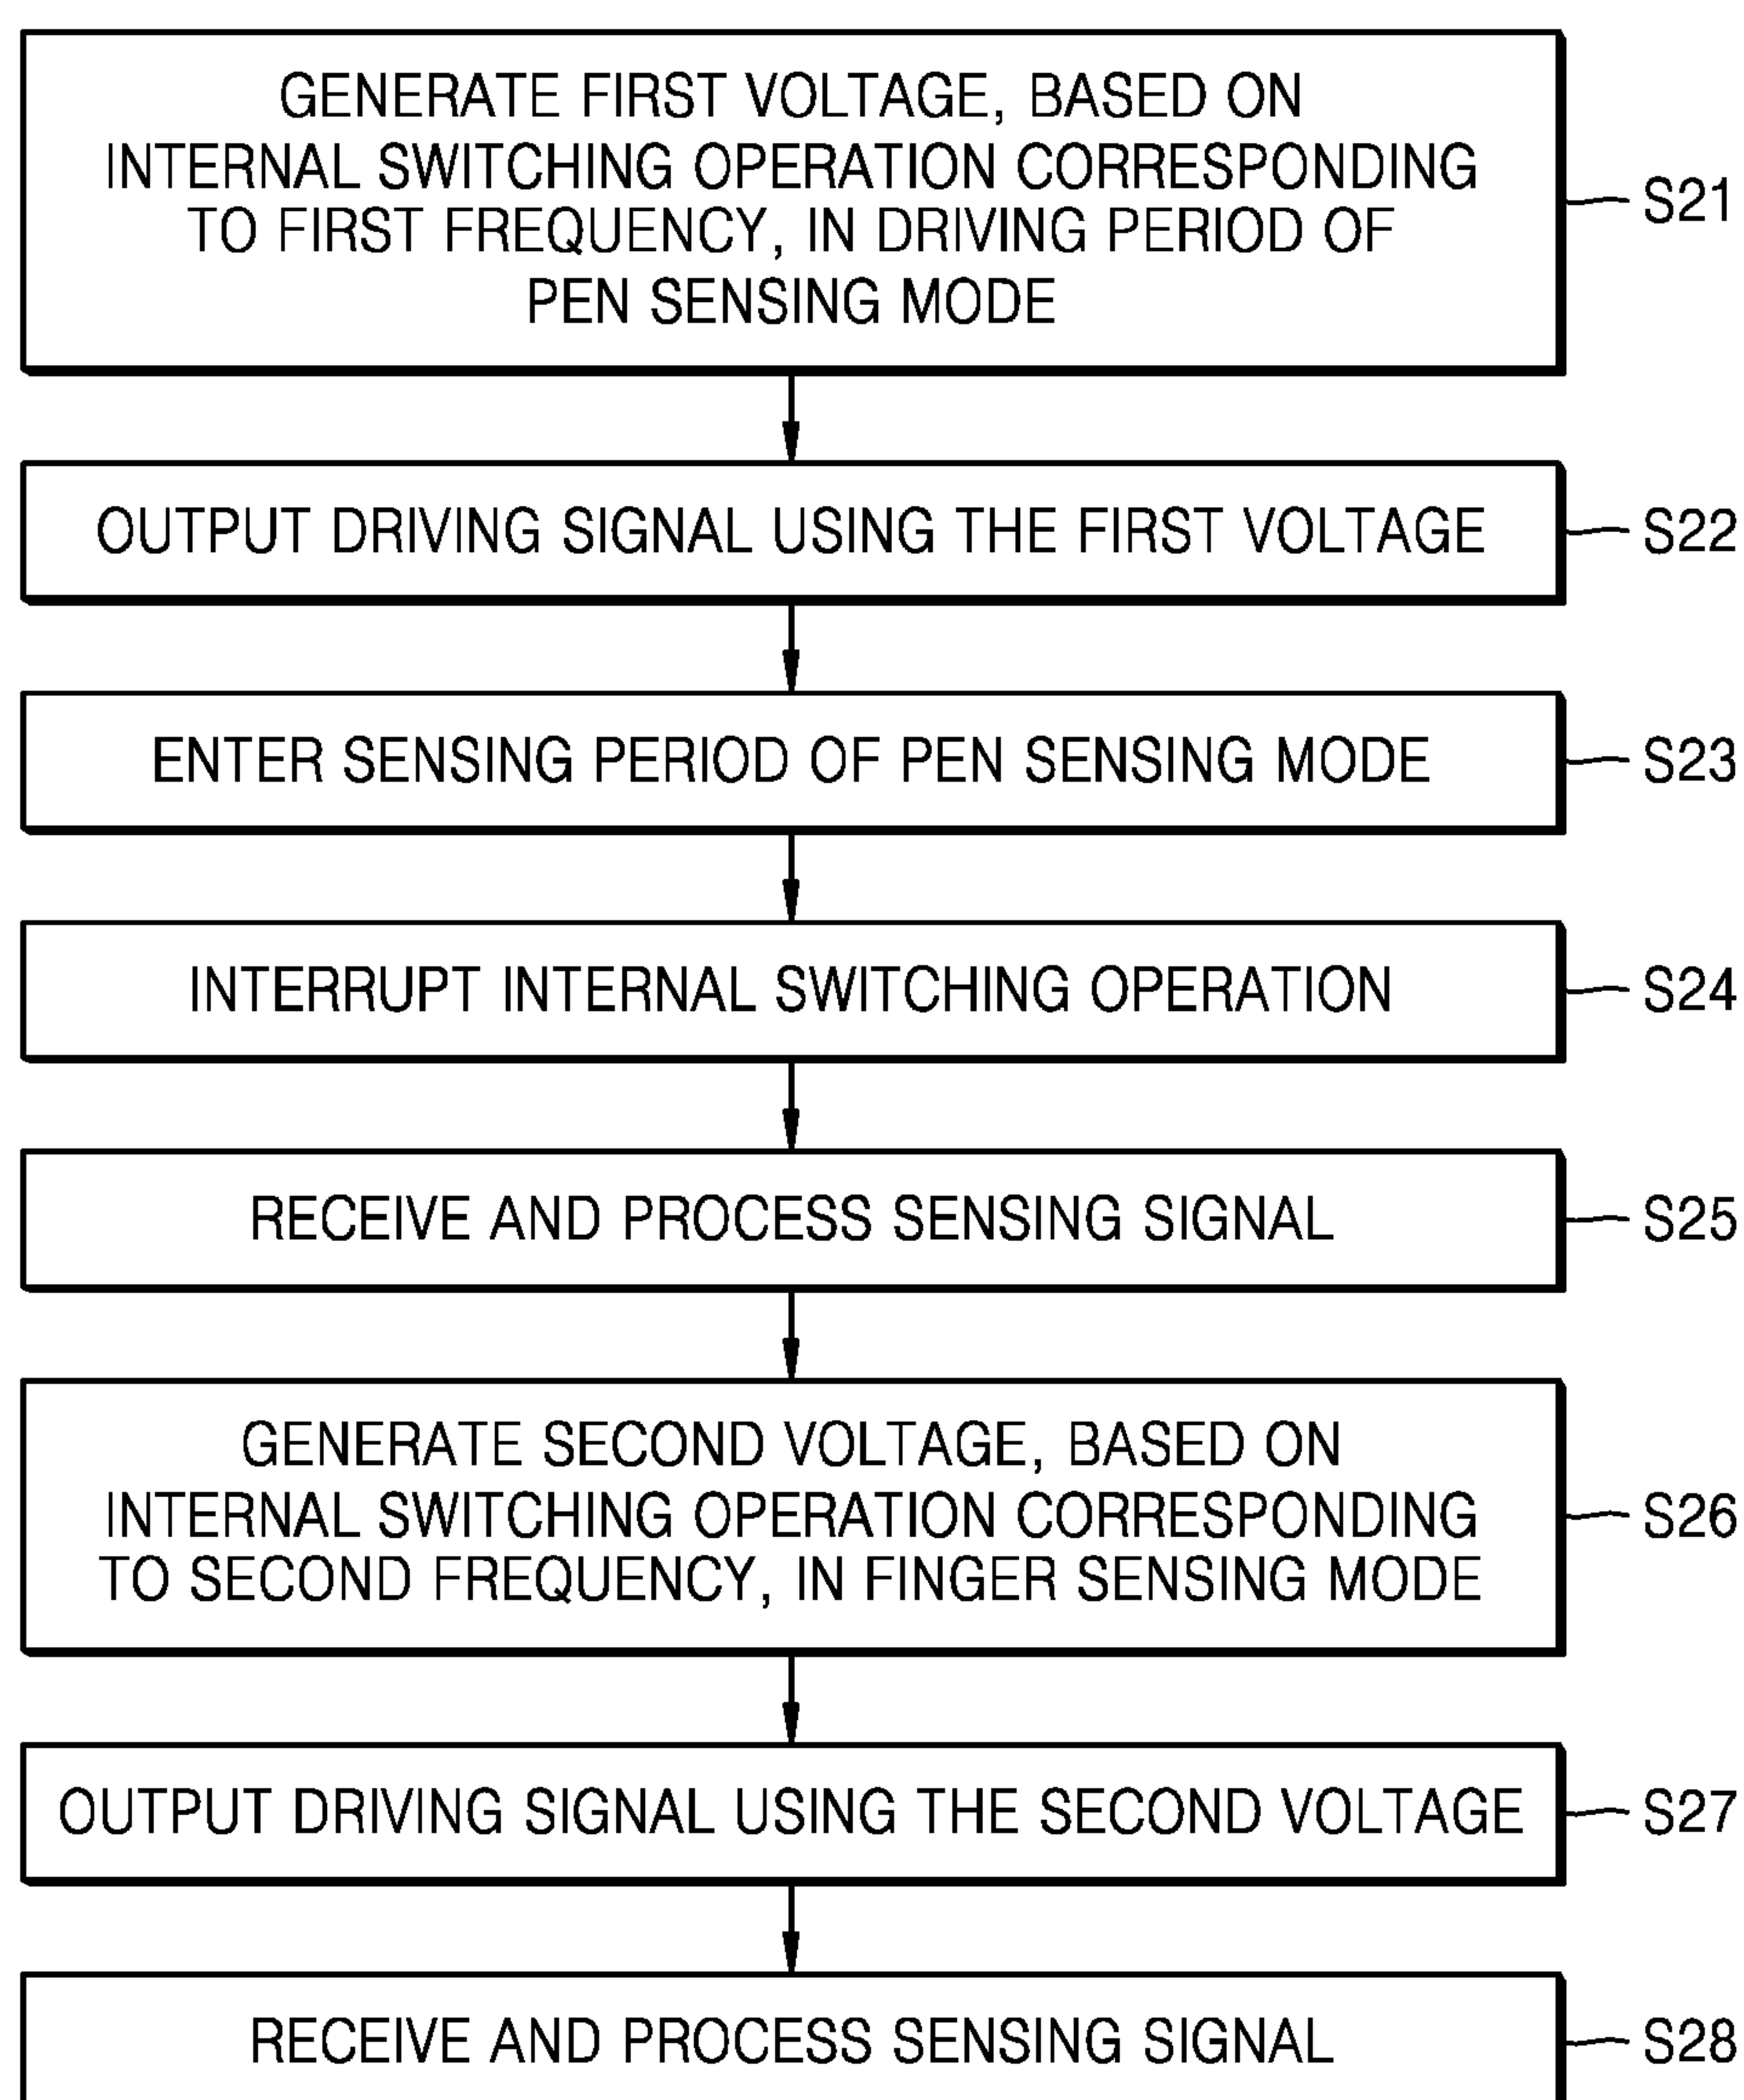 GENERATE FIRST VOLTAGE, BASED ON
INTERNAL SWITCHING OPERATION CORRESPONDING
TO FIRST FREQUENCY, IN DRIVING PERIOD OF
PEN SENSING MODE
S21
OUTPUT DRIVING SIGNAL USING THE FIRST VOLTAGE
S22
ENTER SENSING PERIOD OF PEN SENSING MODE
S23
INTERRUPT INTERNAL SWITCHING OPERATION
S24
RECEIVE AND PROCESS SENSING SIGNAL
S25
GENERATE SECOND VOLTAGE, BASED ON
INTERNAL SWITCHING OPERATION CORRESPONDING
TO SECOND FREQUENCY, IN FINGER SENSING MODE
S26
OUTPUT DRIVING SIGNAL USING THE SECOND VOLTAGE
S27
RECEIVE AND PROCESS SENSING SIGNAL
S28